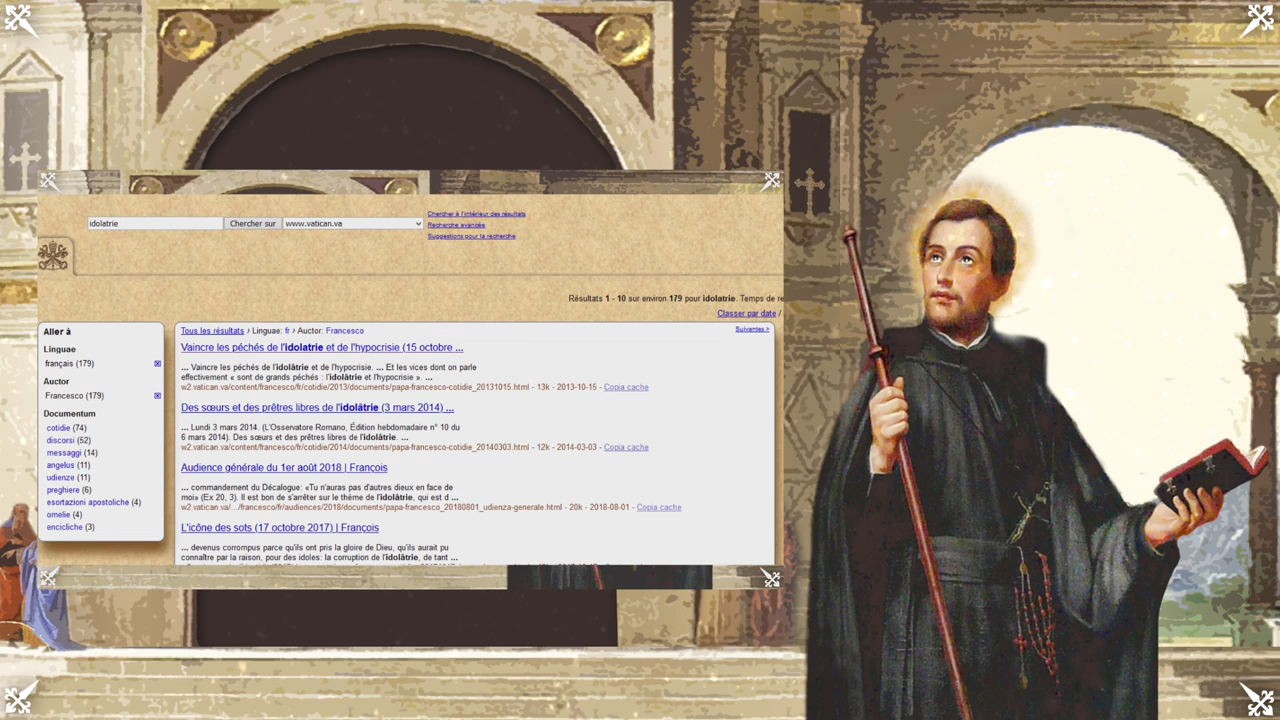 idolatrie
Chercher sur
www.vatican.va
Chercher à l'intérieur des résultats
Recherche avancée
Suggestions pour la recherche
Résultats 1 - 10 sur environ 179 pour idolatrie. Temps de re
Classer par date /
Aller à
Linguae
français (179)
Auctor
Francesco (179)
Documentum
cotidie (74)
discorsi (52)
messaggi (14)
angelus (11)
udienze (11)
preghiere (6)
esortazioni apostoliche (4)
omelie (4)
encicliche (3)
Tous les résultats › Linguae: fr › Auctor: Francesco
Suivantes >
Vaincre les péchés de l'idolatrie et de l'hypocrisie (15 octobre ...
... Vaincre les péchés de l'idolâtrie et de l'hypocrisie. ... Et les vices dont on parle
effectivement « sont de grands péchés : l'idolâtrie et l'hypocrisie ». ...
w2.vatican.va/content/francesco/fr/cotidie/2013/documents/papa-francesco-cotidie_20131015.html - 13k - 2013-10-15 - Copia cache
Des sœurs et des prêtres libres de l'idolâtrie (3 mars 2014) ...
... Lundi 3 mars 2014. (L'Osservatore Romano, Édition hebdomadaire n° 10 du
6 mars 2014). Des sœurs et des prêtres libres de l'idolâtrie. ...
w2.vatican.va/content/francesco/fr/cotidie/2014/documents/papa-francesco-cotidie_20140303.html - 12k - 2014-03-03 - Copia cache
Audience générale du 1er août 2018 | François
... commandement du Décalogue: «Tu n'auras pas d'autres dieux en face de
moi» (Ex 20, 3). Il est bon de s'arrêter sur le thème de l'idolâtrie, qui est d ...
w2.vatican.va/.../francesco/fr/audiences/2018/documents/papa-francesco_20180801_udienza-generale.html - 20k - 2018-08-01 - Copia cache
L'icône des sots (17 octobre 2017) | François
... devenus corrompus parce qu'ils ont pris la gloire de Dieu, qu'ils aurait pu
connaître par la raison, pour des idoles: la corruption de l'idolâtrie, de tant ...